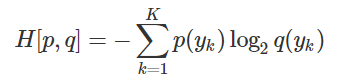 H[p, q] = − ∑_{k=1}^{K} p(y_k) log_2 q(y_k)